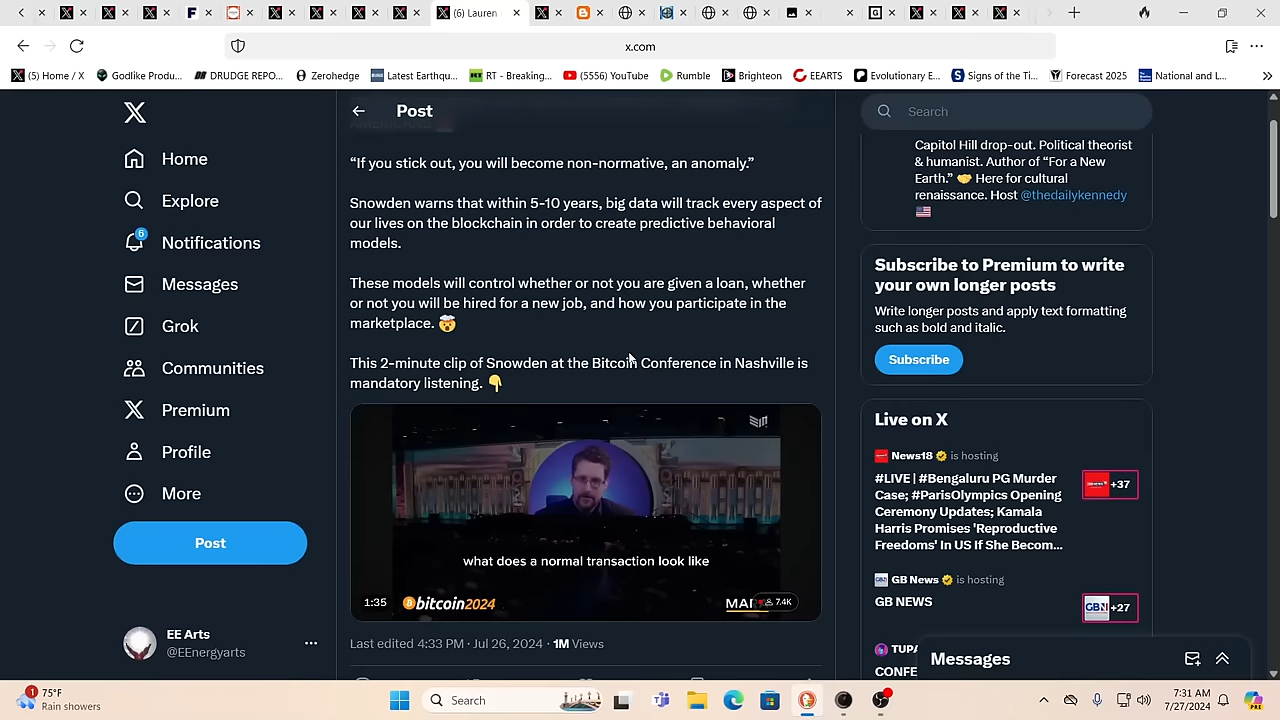 (6) Lauren
x.com
(5) Home / X
Godlike Produ...
DRUDGE REPO...
Zerohedge
Latest Earthqu...
RT - Breaking...
(5556) YouTube
Rumble
Brighteon
EEARTS
Evolutionary E...
Signs of the Ti...
Forecast 2025
National and L...
Post
Search
Home
Explore
6
Notifications
Messages
Grok
Communities
Premium
Profile
More
Post
EE Arts
@EEnergyarts
“If you stick out, you will become non-normative, an anomaly.”
Snowden warns that within 5-10 years, big data will track every aspect of
our lives on the blockchain in order to create predictive behavioral
models.
These models will control whether or not you are given a loan, whether
or not you will be hired for a new job, and how you participate in the
marketplace. 🤯
This 2-minute clip of Snowden at the Bitcoin Conference in Nashville is
mandatory listening. 👇
what does a normal transaction look like
1:35
bitcoin2024
7.4K
Last edited 4:33 PM · Jul 26, 2024 · 1M Views
Capitol Hill drop-out. Political theorist
& humanist. Author of “For a New
Earth.” 🤝 Here for cultural
renaissance. Host @thedailykennedy
🇺🇸
Subscribe to Premium to write
your own longer posts
Write longer posts and apply text formatting
such as bold and italic.
Subscribe
Live on X
News18 is hosting
#LIVE | #Bengaluru PG Murder
Case; #ParisOlympics Opening
Ceremony Updates; Kamala
Harris Promises 'Reproductive
Freedoms' In US If She Becom...
+37
GB News is hosting
GB NEWS
GBN
+27
Messages
1
75°F
Rain showers
Search
7:31 AM
7/27/2024